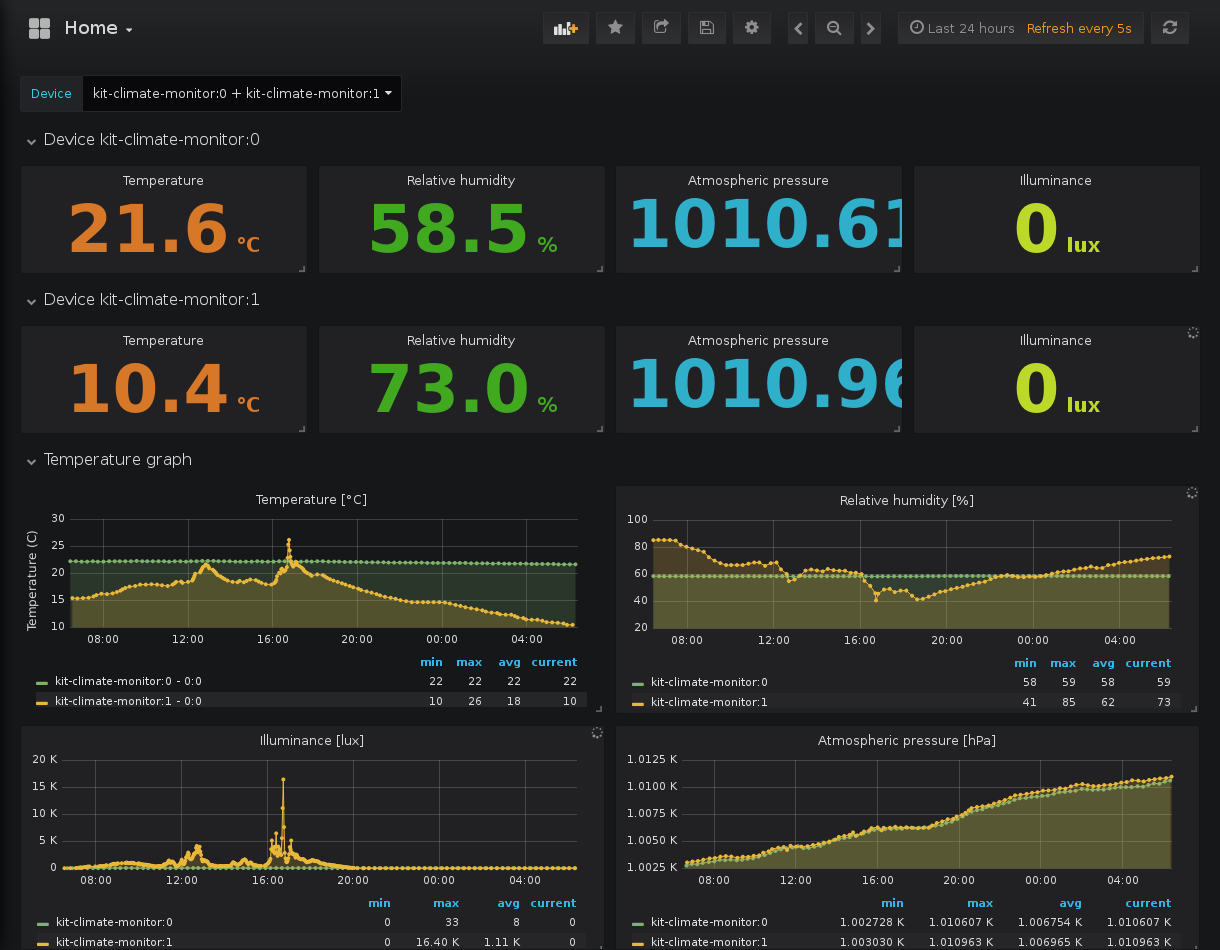 Home
Last 24 hours Refresh every 5s
Device kit-climate-monitor:0 + kit-climate-monitor:1
Device kit-climate-monitor:0
Temperature Relative humidity Atmospheric pressure Illuminance
21.6 °C 58.5 % 1010.61 0 lux
Device kit-climate-monitor:1
Temperature Relative humidity Atmospheric pressure Illuminance
10.4 °C 73.0 % 1010.96 0 lux
Temperature graph
Temperature [°C]
Temperature (C)
30
25
20
15
10
08:00 12:00 16:00 20:00 00:00 04:00
min max avg current
kit-climate-monitor:0 - 0:0 22 22 22 22
kit-climate-monitor:1 - 0:0 10 26 18 10
Relative humidity [%]
100
80
60
40
20
08:00 12:00 16:00 20:00 00:00 04:00
min max avg current
kit-climate-monitor:0 58 59 58 59
kit-climate-monitor:1 41 85 62 73
Illuminance [lux]
20 K
15 K
10 K
5 K
0
08:00 12:00 16:00 20:00 00:00 04:00
min max avg current
kit-climate-monitor:0 0 33 8 0
kit-climate-monitor:1 0 16.40 K 1.11 K 0
Atmospheric pressure [hPa]
1.0125 K
1.0100 K
1.0075 K
1.0050 K
1.0025 K
08:00 12:00 16:00 20:00 00:00 04:00
min max avg current
kit-climate-monitor:0 1.002728 K 1.010607 K 1.006754 K 1.010607 K
kit-climate-monitor:1 1.003030 K 1.010963 K 1.006965 K 1.010963 K